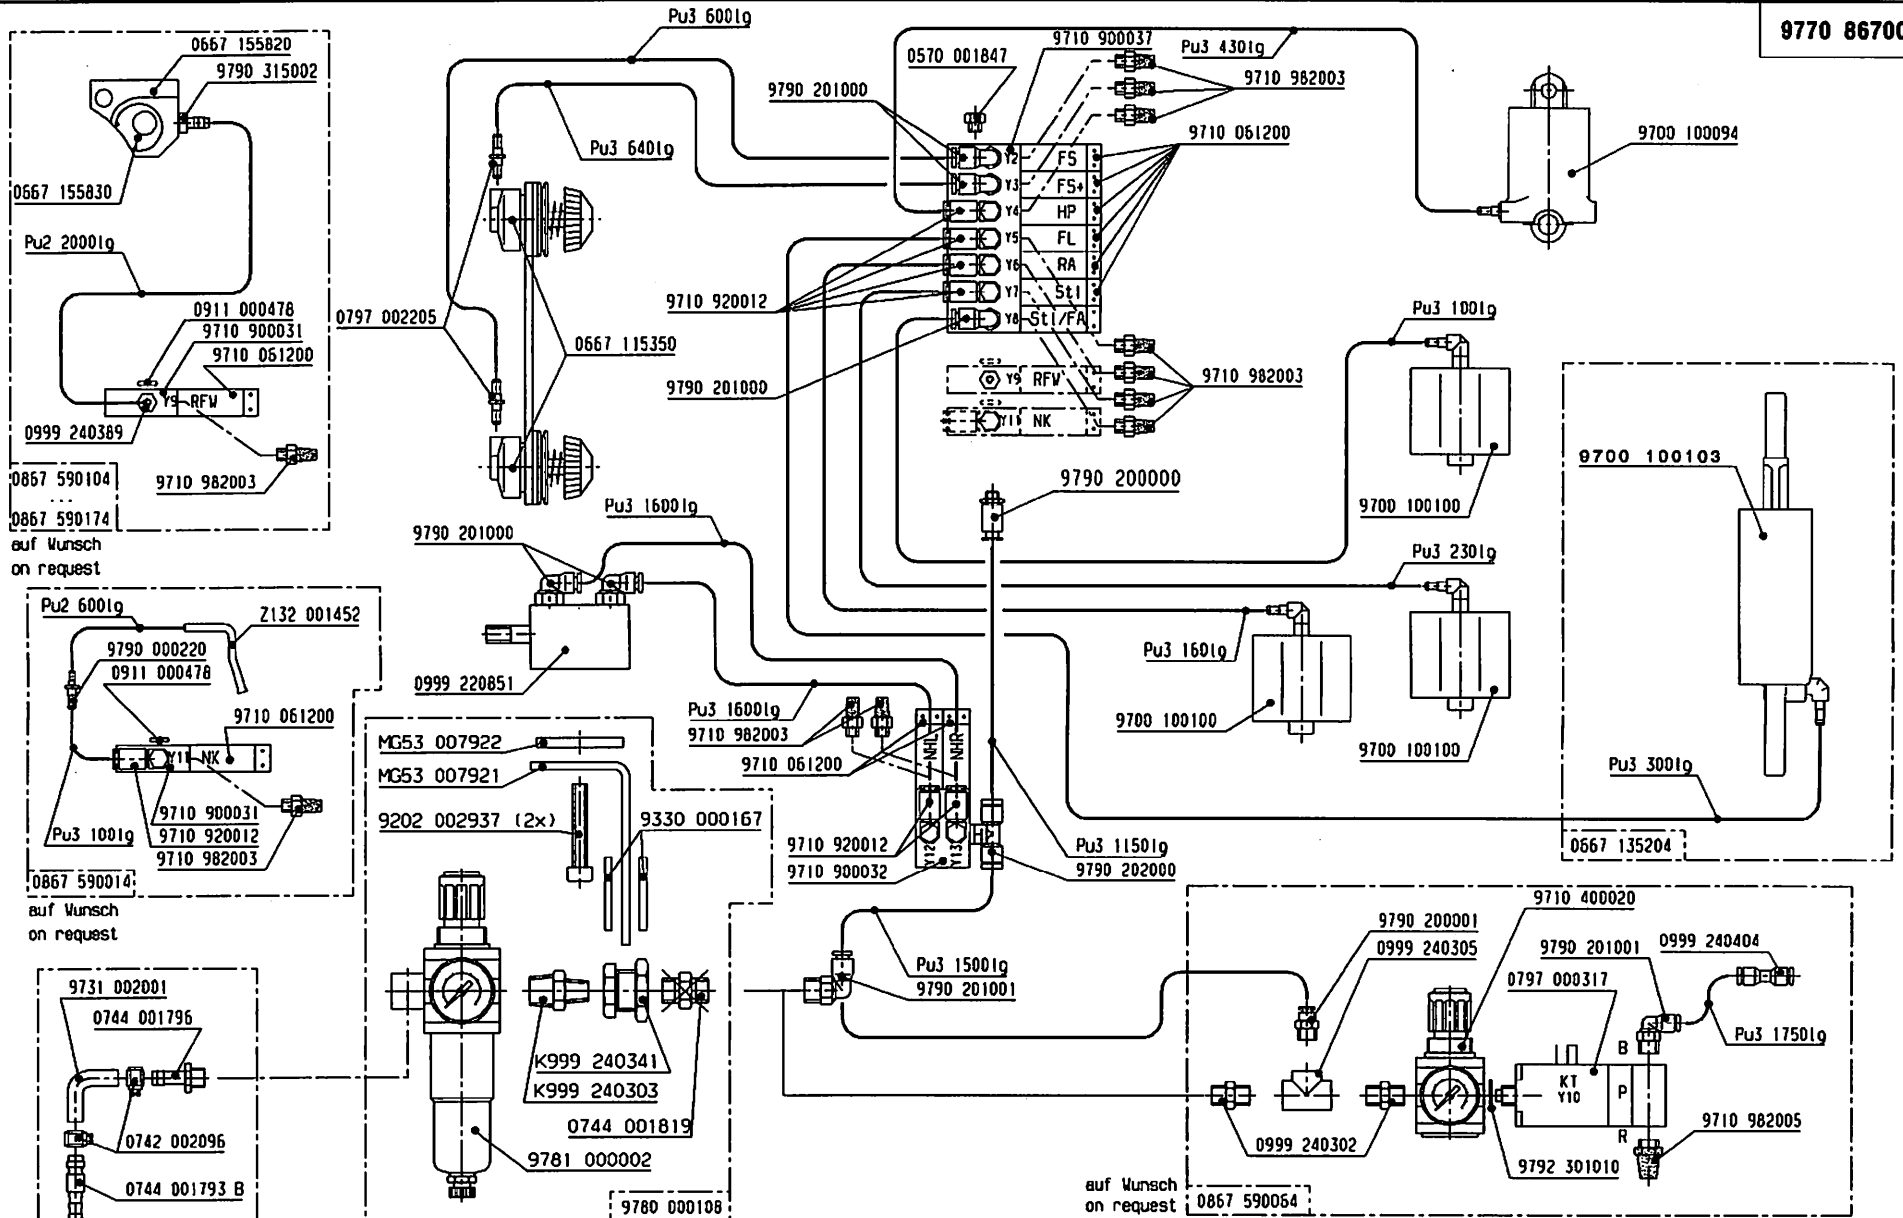 9770 86700
0667 155820
9790 315002
0667 155830
Pu2 200lg
0911 000478
9710 900031
9710 061200
Y9 RFW
0999 240389
9710 982003
0867 590104
...
0867 590174
auf Wunsch
on request
Pu3 600lg
Pu3 640lg
0797 002205
0667 115350
9790 201000
0570 001847
9710 900037
Pu3 430lg
9710 982003
9710 061200
9700 100094
Y2 FS
Y3 FS+
Y4 HP
Y5 FL
Y6 RA
Y7 Stl
Y8 Stl/FA
Y9 RFW
Y11 NK
9710 920012
9790 201000
9710 982003
Pu3 100lg
9700 100100
Pu3 230lg
9700 100100
Pu3 160lg
9700 100100
9700 100103
Pu3 300lg
0667 135204
9790 200000
Pu3 1600lg
9790 201000
0999 220851
Pu3 1600lg
9710 982003
9710 061200
NHL
NHR
Y12
Y13
9710 920012
9710 900032
Pu3 1150lg
9790 202000
Pu2 600lg
Z132 001452
9790 000220
0911 000478
9710 061200
Y11 NK
9710 900031
Pu3 100lg
9710 920012
9710 982003
0867 590014
auf Wunsch
on request
MG53 007922
MG53 007921
9202 002937 (2x)
9330 000167
K999 240341
K999 240303
0744 001819
9781 000002
9780 000108
Pu3 1500lg
9790 201001
9731 002001
0744 001796
0742 002096
0744 001793 B
9710 400020
9790 200001
0999 240305
9790 201001
0999 240404
0797 000317
Pu3 1750lg
B
KT
Y10
P
R
9710 982005
0999 240302
9792 301010
auf Wunsch
on request
0867 590064